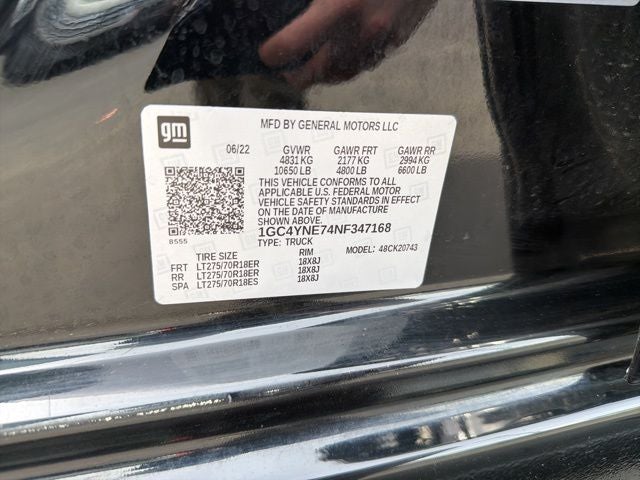 gm
MFD BY GENERAL MOTORS LLC
06/22 GVWR GAWR FRT GAWR RR
4831 KG 2177 KG 2994 KG
10650 LB 4800 LB 6600 LB
THIS VEHICLE CONFORMS TO ALL
APPLICABLE U.S. FEDERAL MOTOR
VEHICLE SAFETY STANDARDS IN EFFECT
ON THE DATE OF MANUFACTURE
SHOWN ABOVE.
B555
1GC4YNE74NF347168
TYPE: TRUCK MODEL: 48CK20743
TIRE SIZE RIM
FRT LT275/70R18ER 18X8J
RR LT275/70R18ER 18X8J
SPA LT275/70R18ES 18X8J